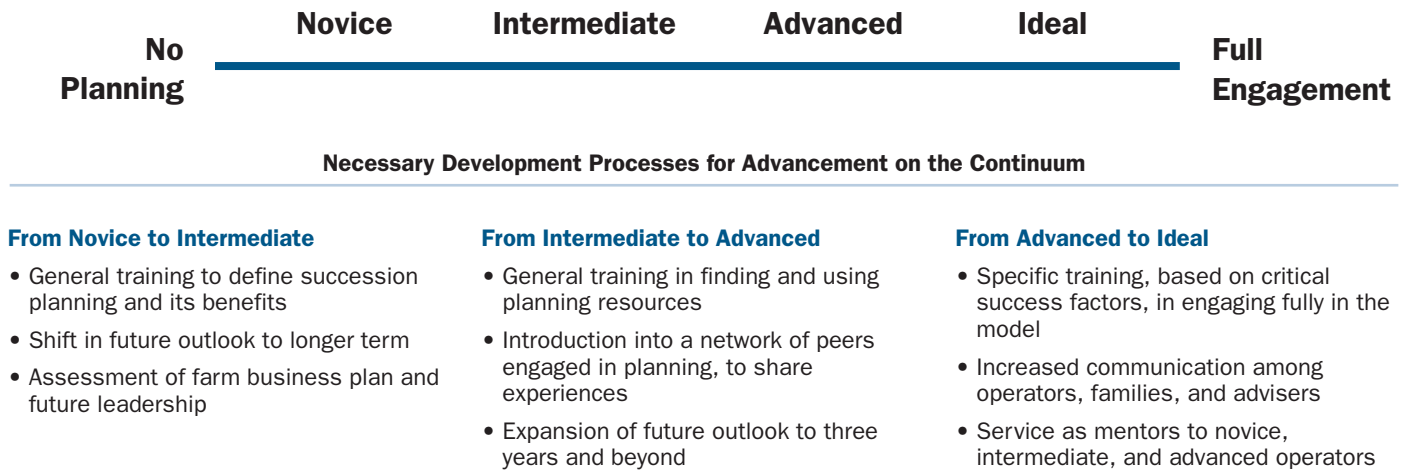 Novice Intermediate Advanced Ideal
No
Planning
Full
Engagement
Necessary Development Processes for Advancement on the Continuum
From Novice to Intermediate
• General training to define succession
planning and its benefits
• Shift in future outlook to longer term
• Assessment of farm business plan and
future leadership
From Intermediate to Advanced
• General training in finding and using
planning resources
• Introduction into a network of peers
engaged in planning, to share
experiences
• Expansion of future outlook to three
years and beyond
From Advanced to Ideal
• Specific training, based on critical
success factors, in engaging fully in the
model
• Increased communication among
operators, families, and advisers
• Service as mentors to novice,
intermediate, and advanced operators